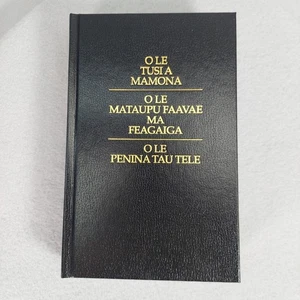 O LE
TUSI A
MAMONA
O LE
MATAUPU FAAVAE
MA
FEAGAIGA
O LE
PENINA TAU TELE